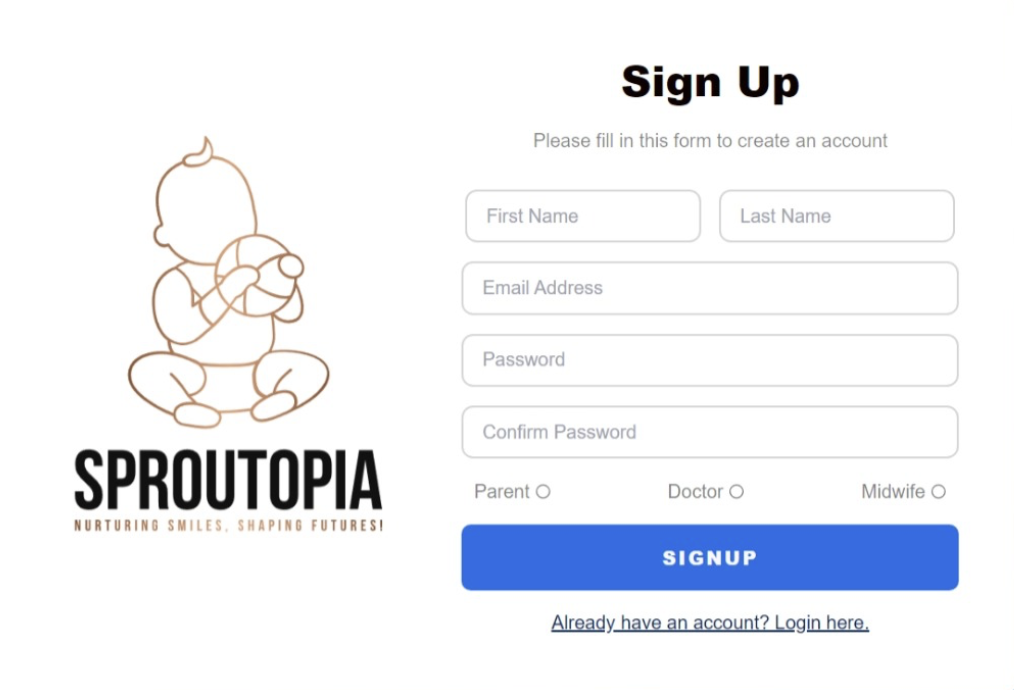 Sign Up
Please fill in this form to create an account
First Name Last Name
Email Address
Password
Confirm Password
Parent Doctor Midwife
SIGNUP
Already have an account? Login here.
SPROUTOPIA
NURTURING SMILES, SHAPING FUTURES!